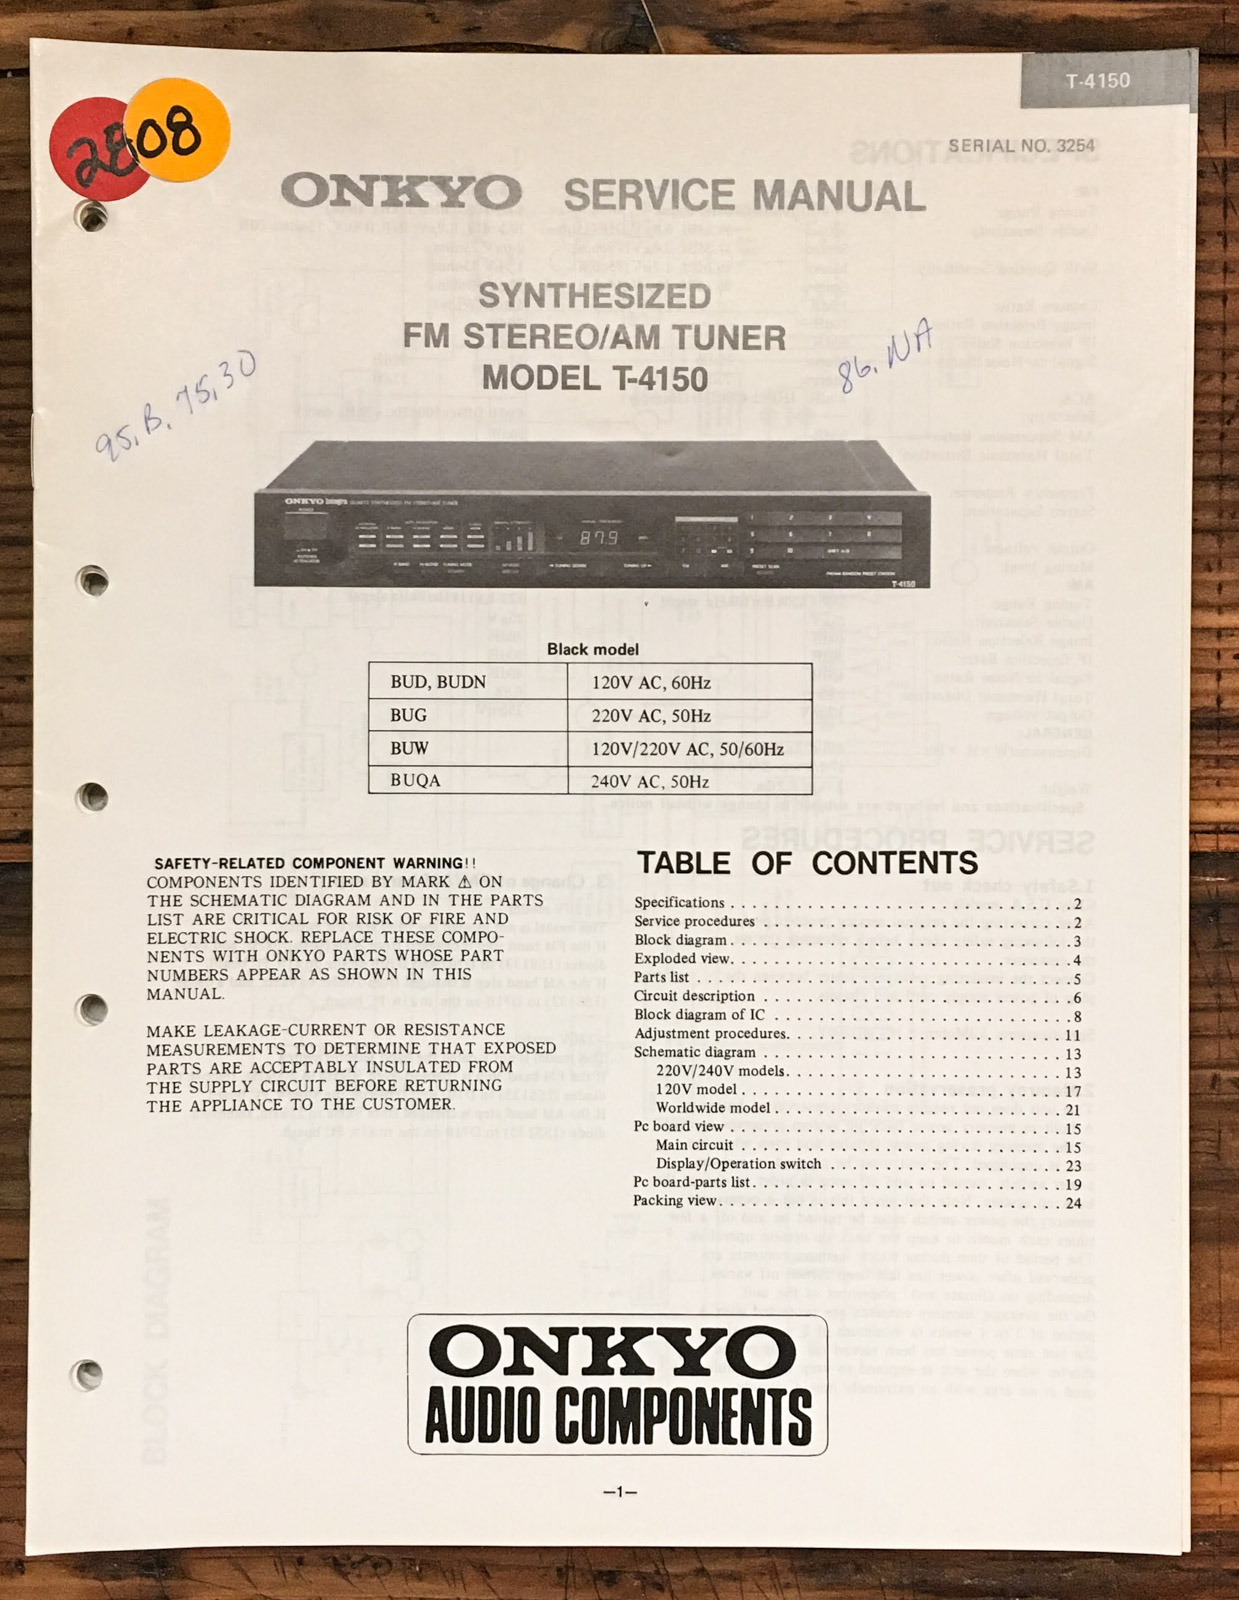 T-4150
2808
SERIAL NO. 3254
ONKYO SERVICE MANUAL
SYNTHESIZED
FM STEREO/AM TUNER
MODEL T-4150
95, B, 75, 30
86, NA
ONKYO Integra
87.9
T-4150
Black model
BUD, BUDN 120V AC, 60Hz
BUG 220V AC, 50Hz
BUW 120V/220V AC, 50/60Hz
BUQA 240V AC, 50Hz
SAFETY-RELATED COMPONENT WARNING!!
COMPONENTS IDENTIFIED BY MARK ⚠ ON
THE SCHEMATIC DIAGRAM AND IN THE PARTS
LIST ARE CRITICAL FOR RISK OF FIRE AND
ELECTRIC SHOCK. REPLACE THESE COMPO-
NENTS WITH ONKYO PARTS WHOSE PART
NUMBERS APPEAR AS SHOWN IN THIS
MANUAL.
MAKE LEAKAGE-CURRENT OR RESISTANCE
MEASUREMENTS TO DETERMINE THAT EXPOSED
PARTS ARE ACCEPTABLY INSULATED FROM
THE SUPPLY CIRCUIT BEFORE RETURNING
THE APPLIANCE TO THE CUSTOMER.
TABLE OF CONTENTS
Specifications . . . . . . . . . . 2
Service procedures . . . . . . . . . . 2
Block diagram . . . . . . . . . . 3
Exploded view . . . . . . . . . . 4
Parts list . . . . . . . . . . 5
Circuit description . . . . . . . . . . 6
Block diagram of IC . . . . . . . . . . 8
Adjustment procedures . . . . . . . . . . 11
Schematic diagram . . . . . . . . . . 13
220V/240V models . . . . . . . . . . 13
120V model . . . . . . . . . . 17
Worldwide model . . . . . . . . . . 21
Pc board view . . . . . . . . . . 15
Main circuit . . . . . . . . . . 15
Display/Operation switch . . . . . . . . . . 23
Pc board-parts list . . . . . . . . . . 19
Packing view . . . . . . . . . . 24
ONKYO
AUDIO COMPONENTS
—1—